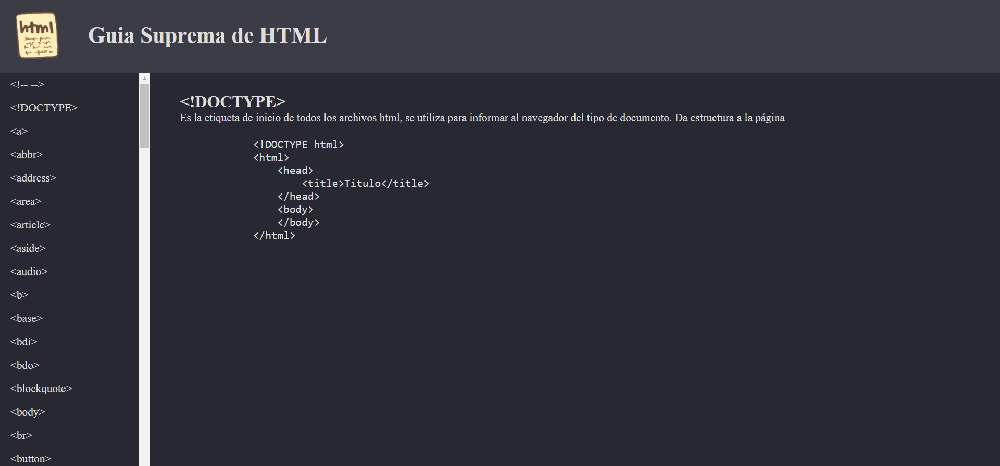 html
Guia Suprema de HTML
<!-- -->
<!DOCTYPE>
<a>
<abbr>
<address>
<area>
<article>
<aside>
<audio>
<b>
<base>
<bdi>
<bdo>
<blockquote>
<body>
<br>
<button>
<!DOCTYPE>
Es la etiqueta de inicio de todos los archivos html, se utiliza para informar al navegador del tipo de documento. Da estructura a la página
<!DOCTYPE html>
<html>
    <head>
        <title>Titulo</title>
    </head>
    <body>
    </body>
</html>